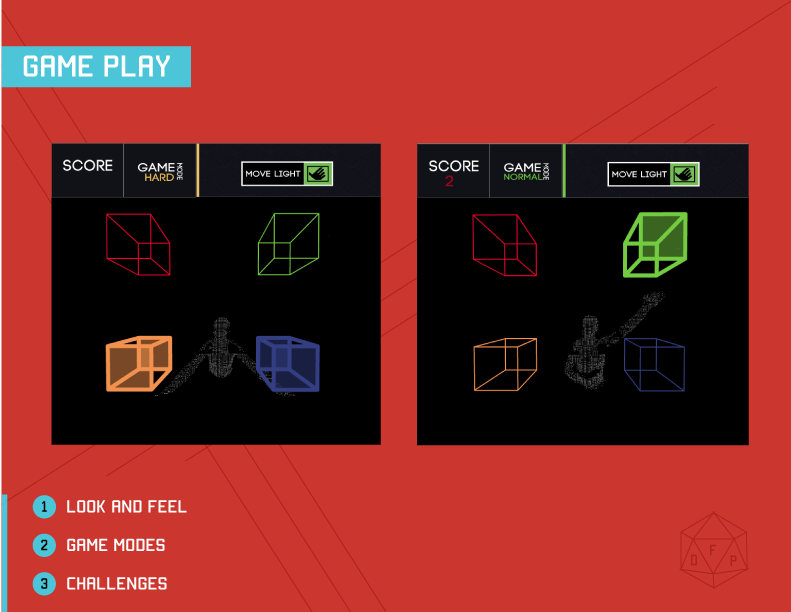 GAME PLAY
SCORE
GAME MODE
HARD
MOVE LIGHT
SCORE
2
GAME MODE
NORMAL
MOVE LIGHT
1 LOOK AND FEEL
2 GAME MODES
3 CHALLENGES
D F P